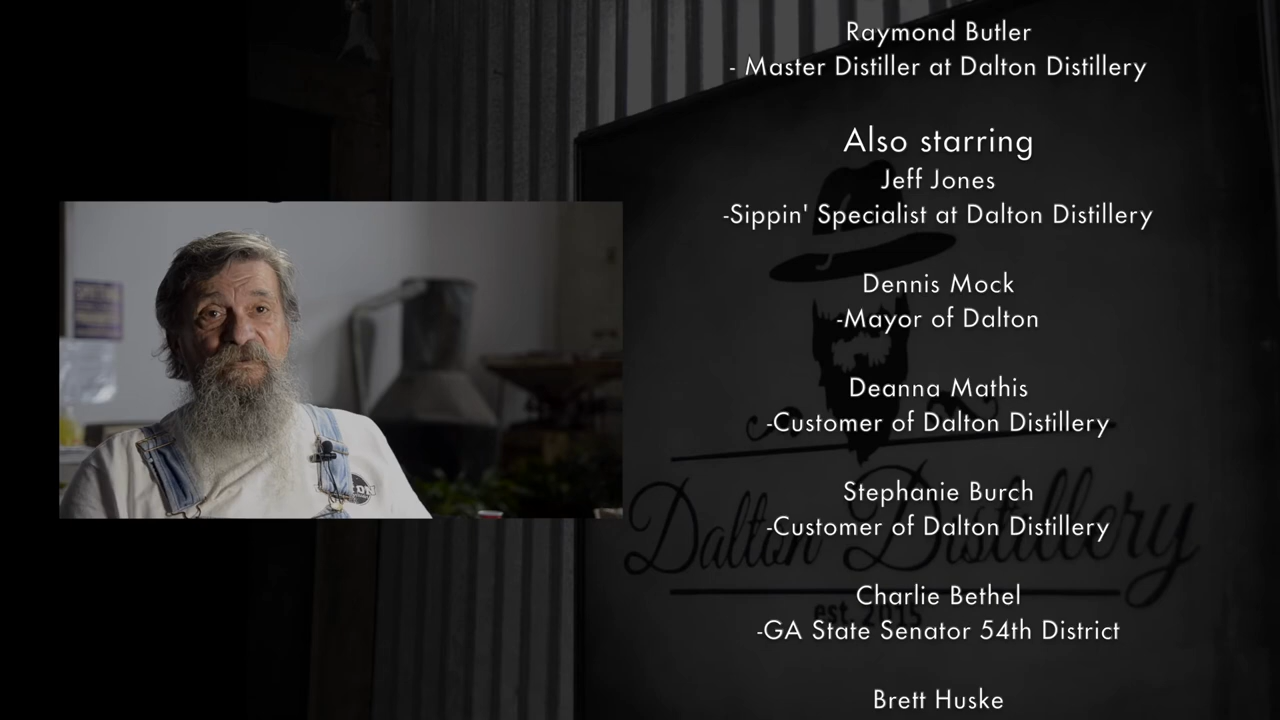 Raymond Butler
- Master Distiller at Dalton Distillery
Also starring
Jeff Jones
-Sippin' Specialist at Dalton Distillery
Dennis Mock
-Mayor of Dalton
Deanna Mathis
-Customer of Dalton Distillery
Stephanie Burch
-Customer of Dalton Distillery
Charlie Bethel
-GA State Senator 54th District
Brett Huske
Dalton Distillery
est. 2015